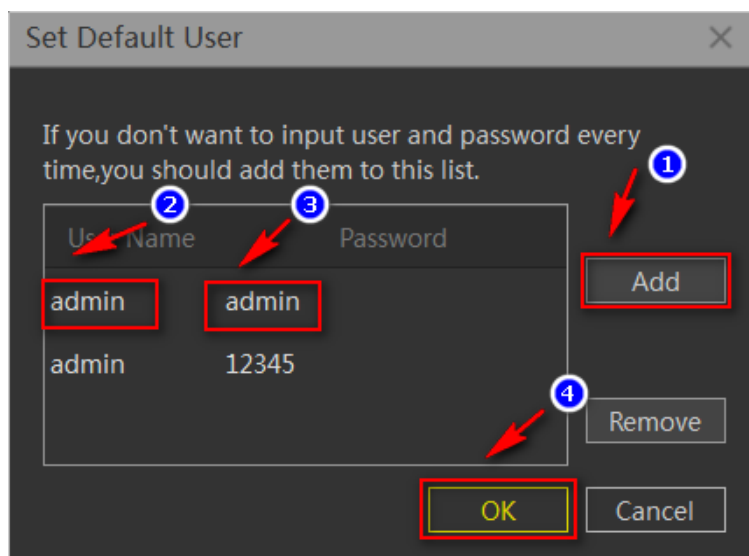 Set Default User
If you don't want to input user and password every
time,you should add them to this list.
1
2
3
User Name Password
Add
admin admin
admin 12345
4
Remove
OK Cancel